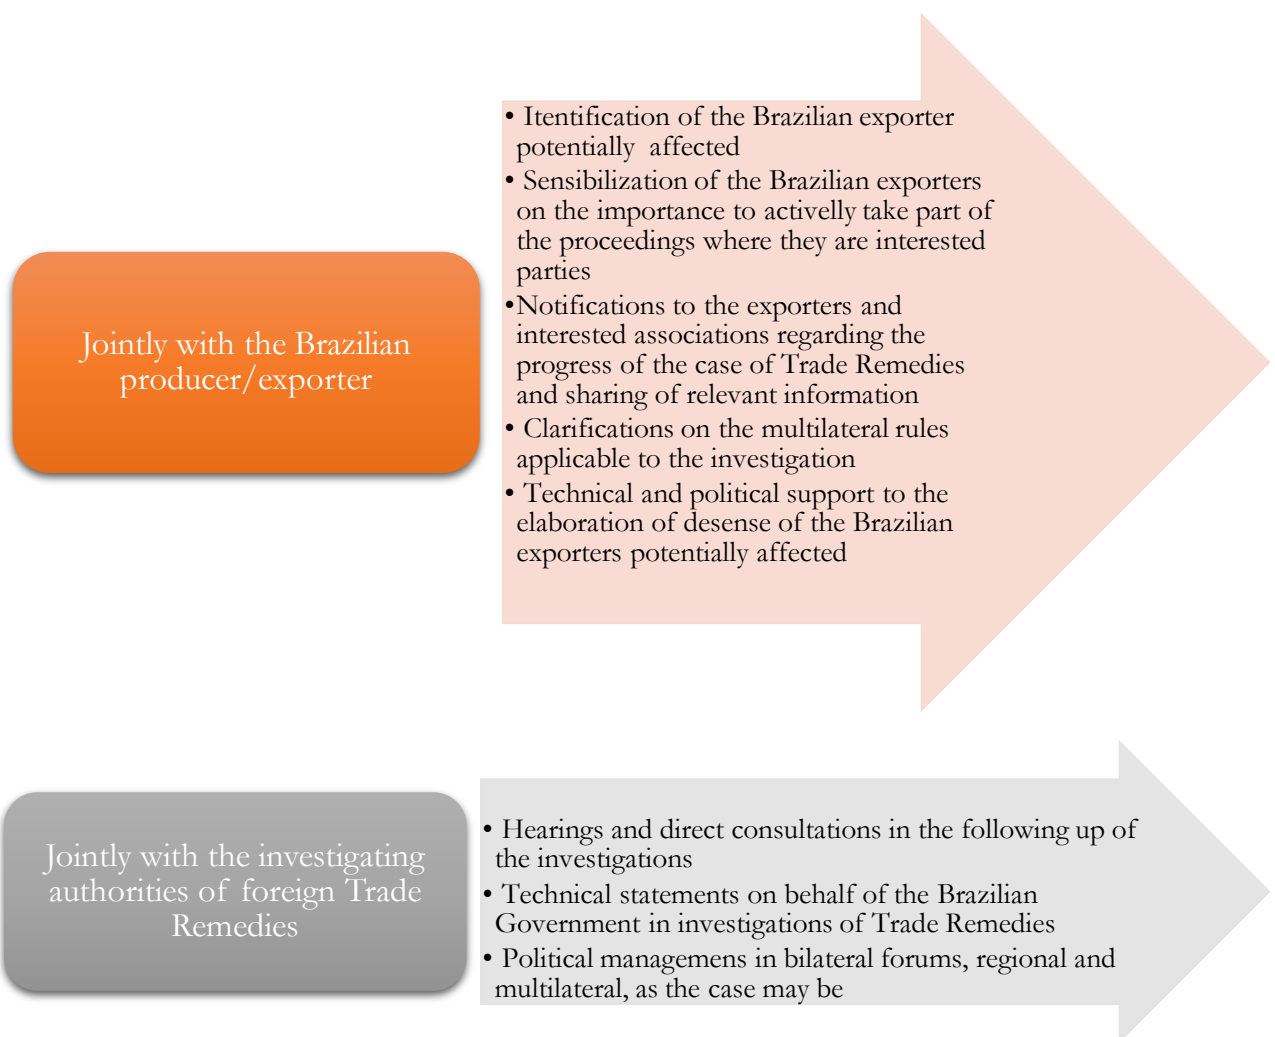 • Itentification of the Brazilian exporter
potentially affected
• Sensibilization of the Brazilian exporters
on the importance to activelly take part of
the proceedings where they are interested
parties
•Notifications to the exporters and
interested associations regarding the
progress of the case of Trade Remedies
and sharing of relevant information
• Clarifications on the multilateral rules
applicable to the investigation
• Technical and political support to the
elaboration of desense of the Brazilian
exporters potentially affected
Jointly with the Brazilian
producer/exporter
Jointly with the investigating
authorities of foreign Trade
Remedies
• Hearings and direct consultations in the following up of
the investigations
• Technical statements on behalf of the Brazilian
Government in investigations of Trade Remedies
• Political managemens in bilateral forums, regional and
multilateral, as the case may be